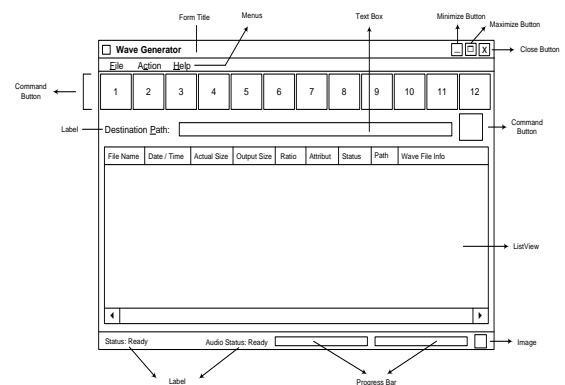 Form Title
Menus
Text Box
Minimize Button
Maximize Button
Wave Generator
X
Close Button
File Action Help
Command Button
1 2 3 4 5 6 7 8 9 10 11 12
Label
Destination Path:
Command Button
File Name Date / Time Actual Size Output Size Ratio Attribut Status Path Wave File Info
ListView
Status: Ready
Audio Status: Ready
Image
Label
Progress Bar